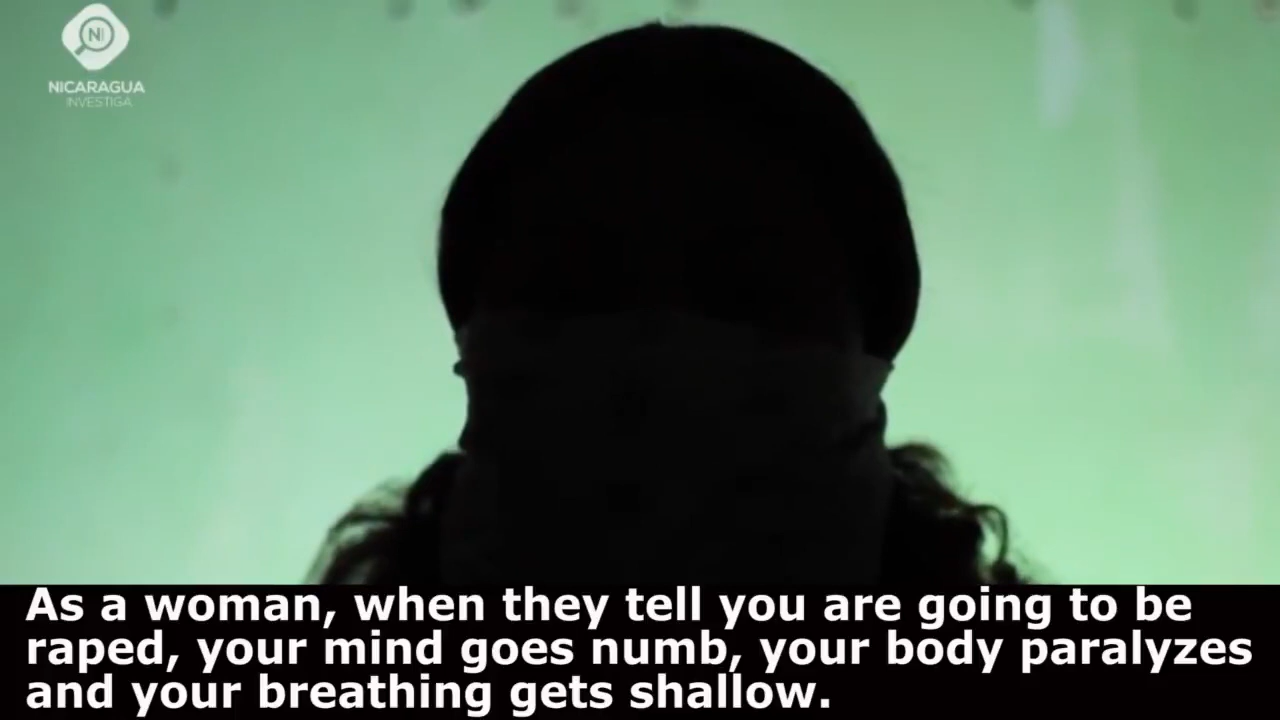 NICARAGUA
INVESTIGA
As a woman, when they tell you are going to be
raped, your mind goes numb, your body paralyzes
and your breathing gets shallow.